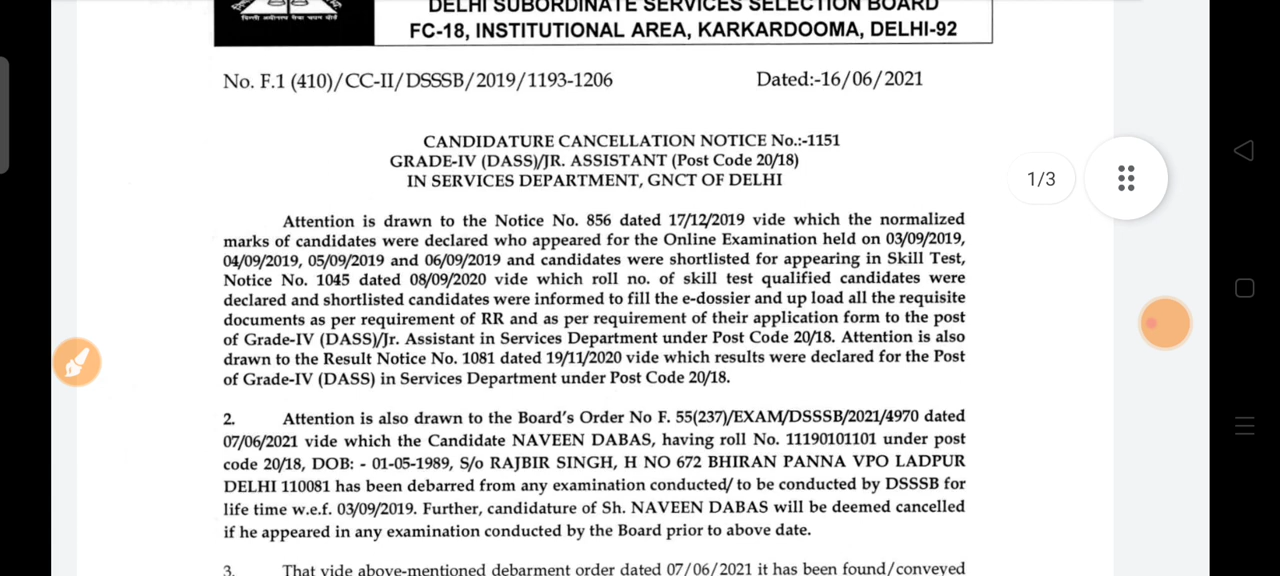 दिल्ली अधीनस्थ सेवा चयन बोर्ड
DELHI SUBORDINATE SERVICES SELECTION BOARD
FC-18, INSTITUTIONAL AREA, KARKARDOOMA, DELHI-92
No. F.1 (410)/CC-II/DSSSB/2019/1193-1206 Dated:-16/06/2021
CANDIDATURE CANCELLATION NOTICE No.:-1151
GRADE-IV (DASS)/JR. ASSISTANT (Post Code 20/18)
IN SERVICES DEPARTMENT, GNCT OF DELHI
1/3
Attention is drawn to the Notice No. 856 dated 17/12/2019 vide which the normalized
marks of candidates were declared who appeared for the Online Examination held on 03/09/2019,
04/09/2019, 05/09/2019 and 06/09/2019 and candidates were shortlisted for appearing in Skill Test,
Notice No. 1045 dated 08/09/2020 vide which roll no. of skill test qualified candidates were
declared and shortlisted candidates were informed to fill the e-dossier and up load all the requisite
documents as per requirement of RR and as per requirement of their application form to the post
of Grade-IV (DASS)/Jr. Assistant in Services Department under Post Code 20/18. Attention is also
drawn to the Result Notice No. 1081 dated 19/11/2020 vide which results were declared for the Post
of Grade-IV (DASS) in Services Department under Post Code 20/18.
2. Attention is also drawn to the Board's Order No F. 55(237)/EXAM/DSSSB/2021/4970 dated
07/06/2021 vide which the Candidate NAVEEN DABAS, having roll No. 11190101101 under post
code 20/18, DOB: - 01-05-1989, S/o RAJBIR SINGH, H NO 672 BHIRAN PANNA VPO LADPUR
DELHI 110081 has been debarred from any examination conducted/ to be conducted by DSSSB for
life time w.e.f. 03/09/2019. Further, candidature of Sh. NAVEEN DABAS will be deemed cancelled
if he appeared in any examination conducted by the Board prior to above date.
3. That vide above-mentioned debarment order dated 07/06/2021 it has been found/conveyed